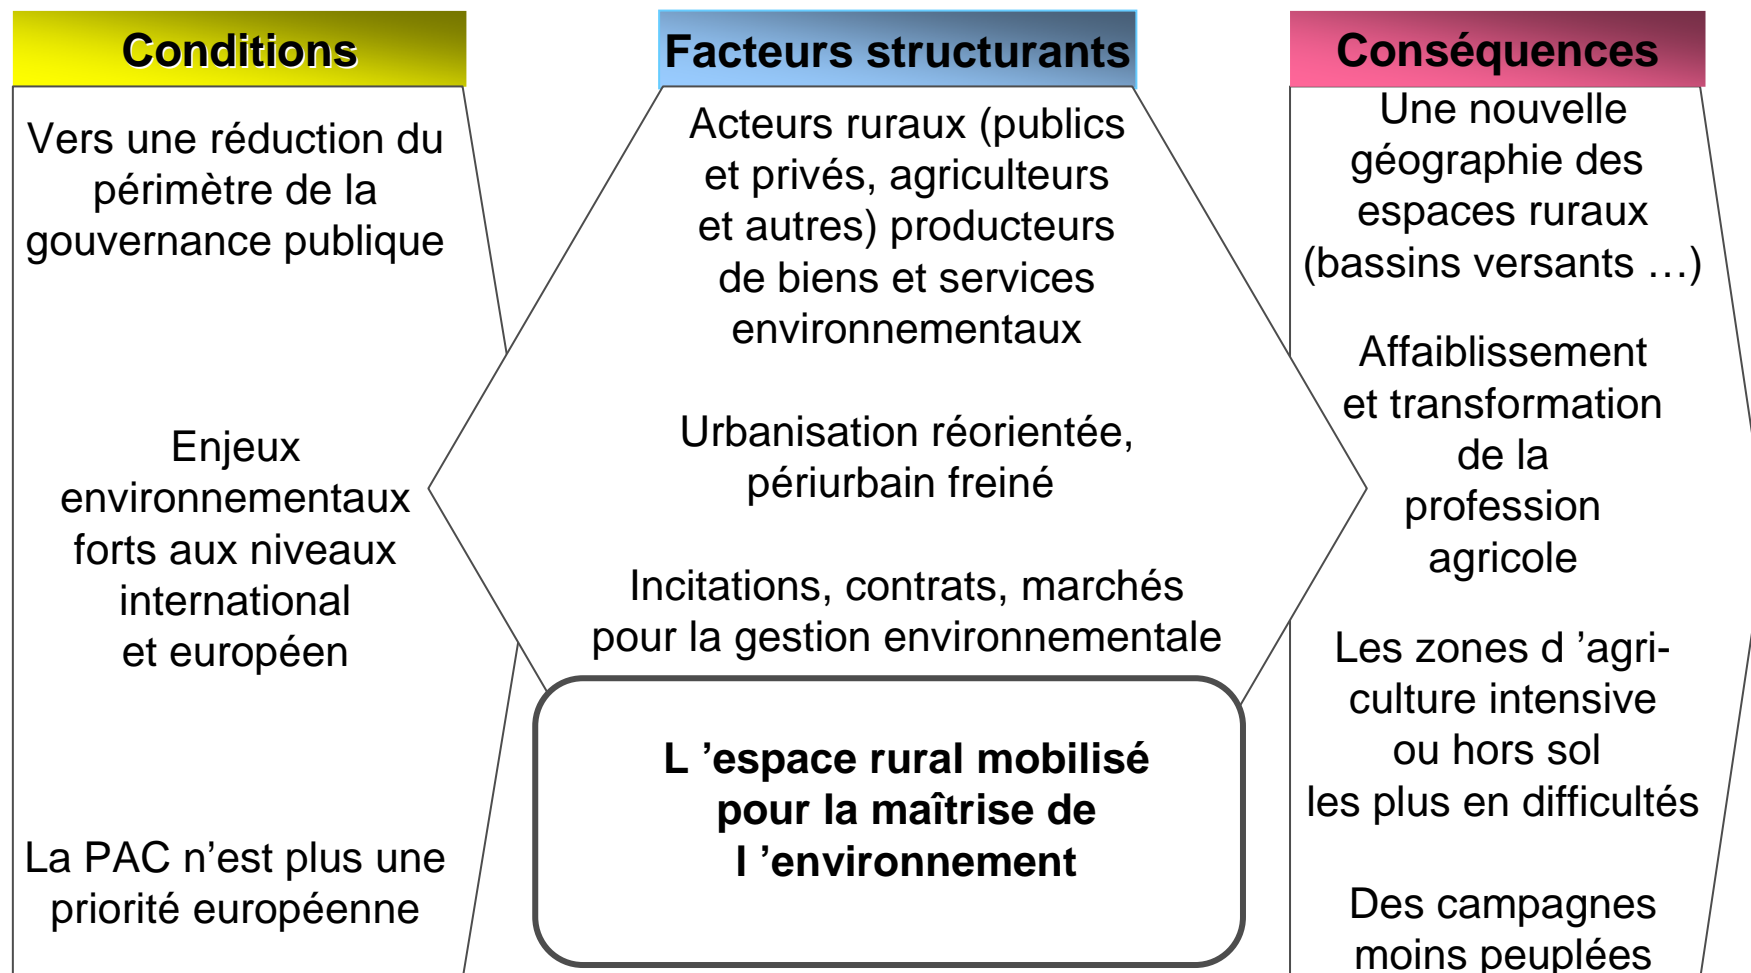 Conditions
Vers une réduction du
périmètre de la
gouvernance publique
Enjeux
environnementaux
forts aux niveaux
international
et européen
La PAC n’est plus une
priorité européenne
Facteurs structurants
Acteurs ruraux (publics
et privés, agriculteurs
et autres) producteurs
de biens et services
environnementaux
Urbanisation réorientée,
périurbain freiné
Incitations, contrats, marchés
pour la gestion environnementale
L ’espace rural mobilisé
pour la maîtrise de
l ’environnement
Conséquences
Une nouvelle
géographie des
espaces ruraux
(bassins versants …)
Affaiblissement
et transformation
de la
profession
agricole
Les zones d ’agri-
culture intensive
ou hors sol
les plus en difficultés
Des campagnes
moins peuplées